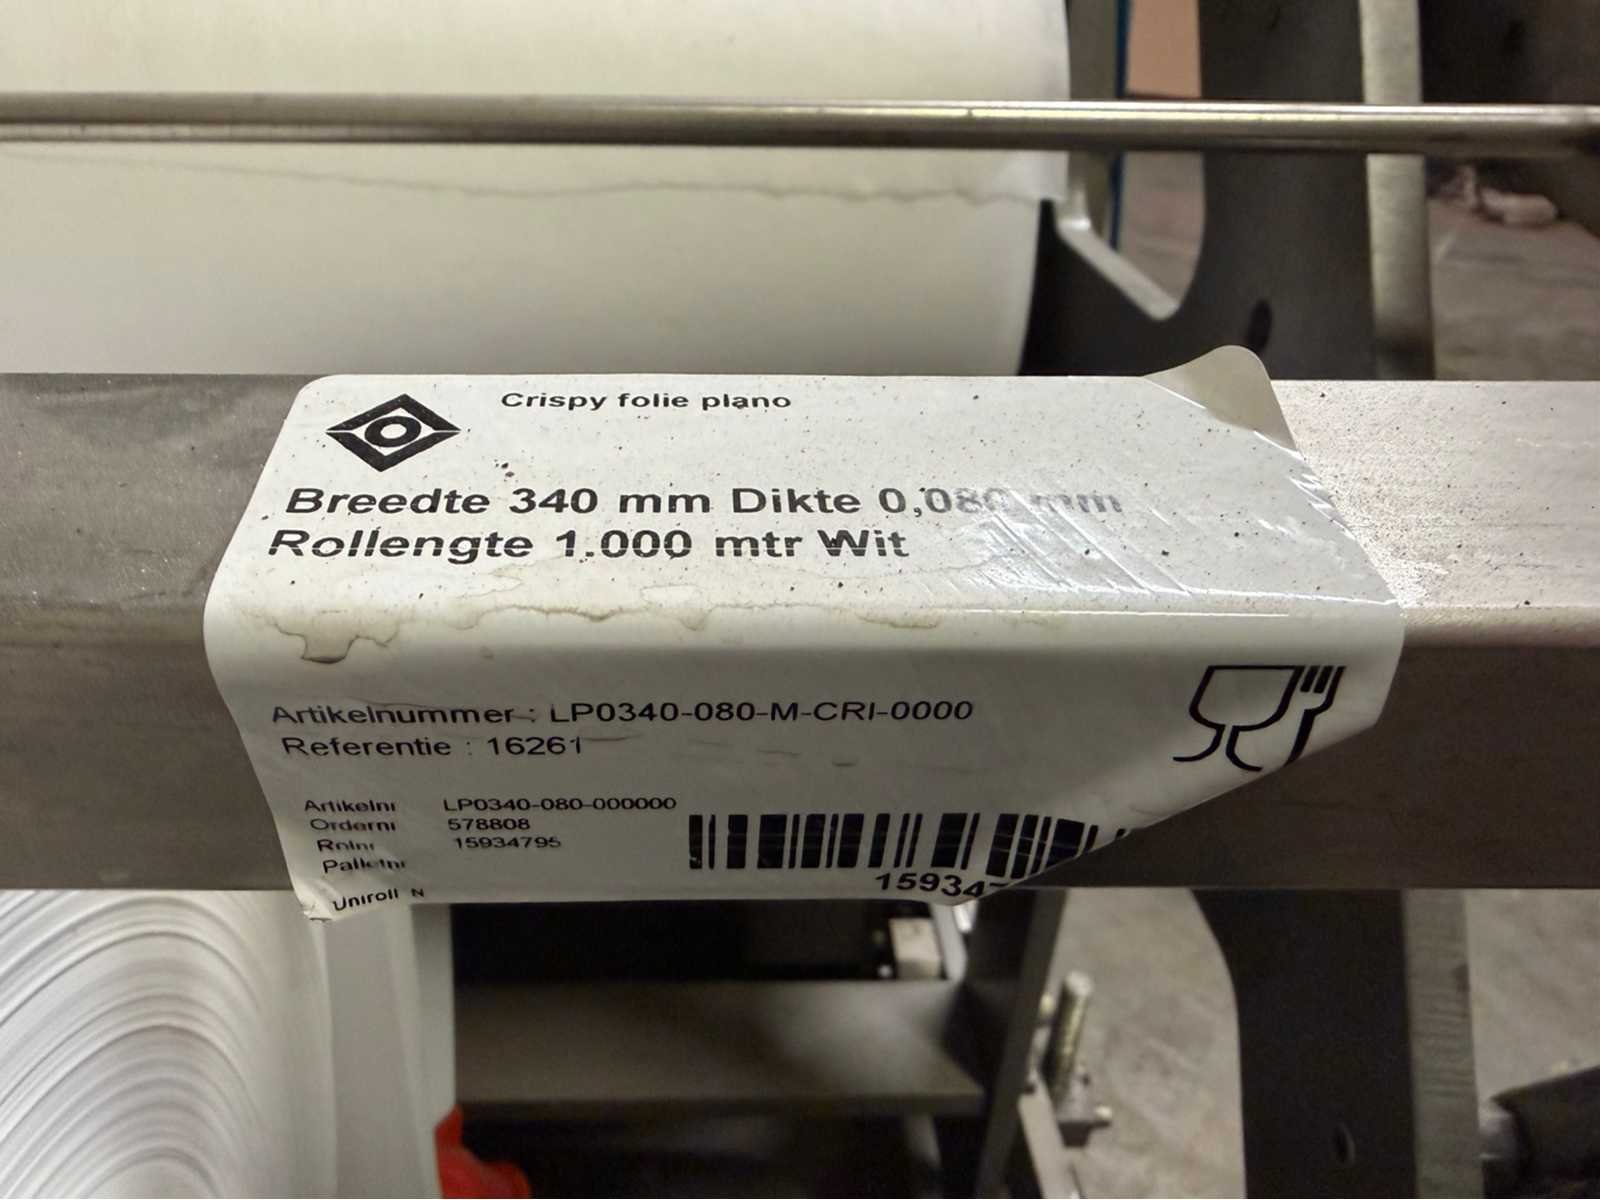 Crispy folie plano
Breedte 340 mm Dikte 0,080 mm
Rollengte 1.000 mtr Wit
Artikelnummer : LP0340-080-M-CRI-0000
Referentie : 16261
Artikelnr LP0340-080-000000
Ordernr 578808
Rolnr 15934795
Palletnr
Uniroll N